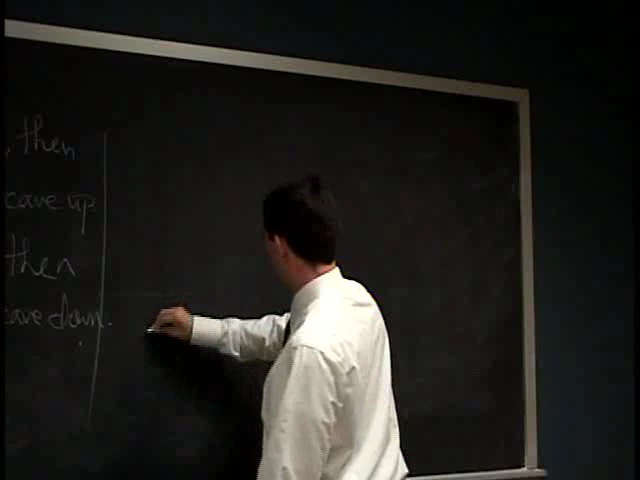 , then
cave up
then
cave down.